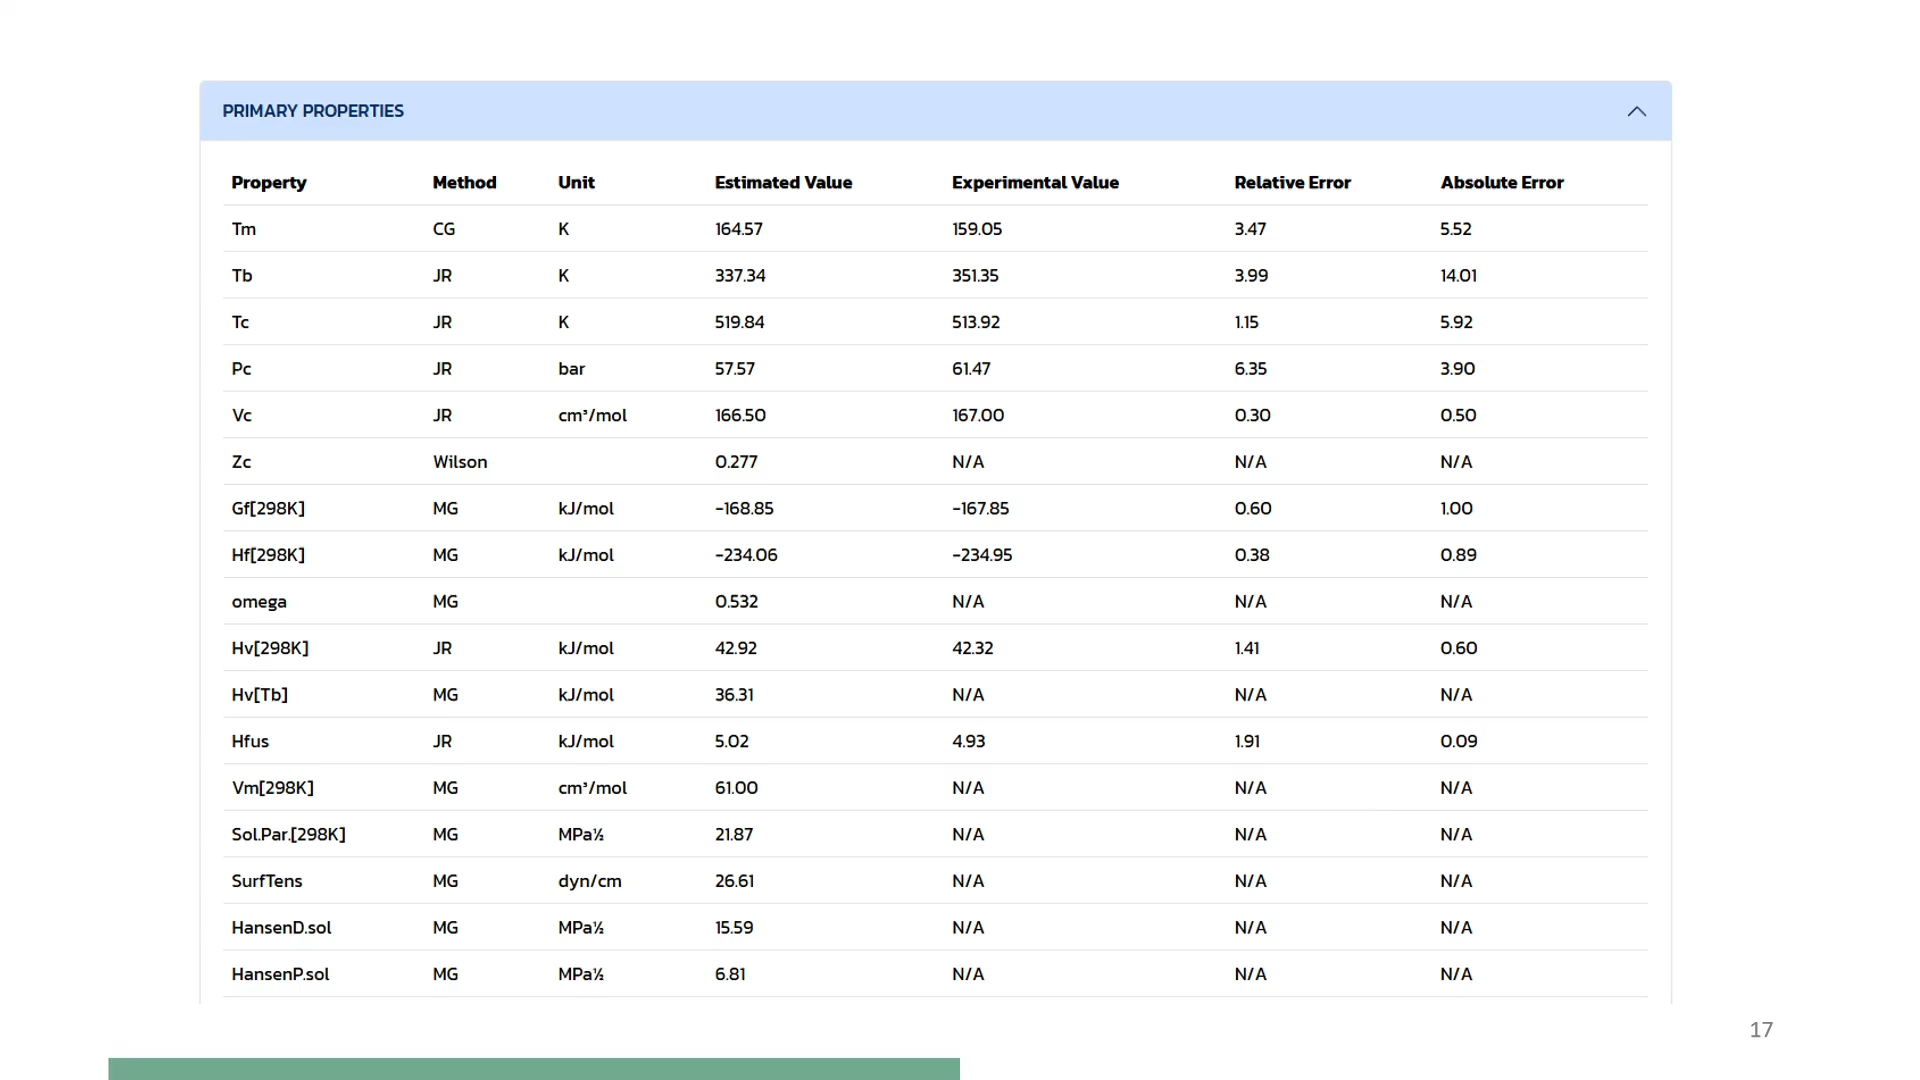 PRIMARY PROPERTIES
Property Method Unit Estimated Value Experimental Value Relative Error Absolute Error
Tm CG K 164.57 159.05 3.47 5.52
Tb JR K 337.34 351.35 3.99 14.01
Tc JR K 519.84 513.92 1.15 5.92
Pc JR bar 57.57 61.47 6.35 3.90
Vc JR cm³/mol 166.50 167.00 0.30 0.50
Zc Wilson 0.277 N/A N/A N/A
Gf[298K] MG kJ/mol -168.85 -167.85 0.60 1.00
Hf[298K] MG kJ/mol -234.06 -234.95 0.38 0.89
omega MG 0.532 N/A N/A N/A
Hv[298K] JR kJ/mol 42.92 42.32 1.41 0.60
Hv[Tb] MG kJ/mol 36.31 N/A N/A N/A
Hfus JR kJ/mol 5.02 4.93 1.91 0.09
Vm[298K] MG cm³/mol 61.00 N/A N/A N/A
Sol.Par.[298K] MG MPa½ 21.87 N/A N/A N/A
SurfTens MG dyn/cm 26.61 N/A N/A N/A
HansenD.sol MG MPa½ 15.59 N/A N/A N/A
HansenP.sol MG MPa½ 6.81 N/A N/A N/A
17